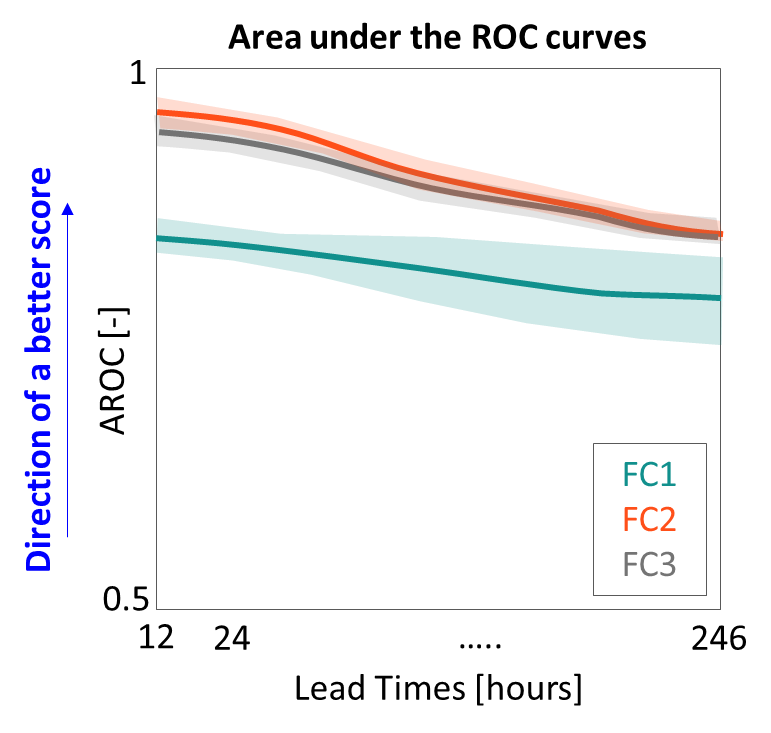 Area under the ROC curves
Direction of a better score
AROC [-]
1
0.5
12 24 ..... 246
Lead Times [hours]
FC1
FC2
FC3